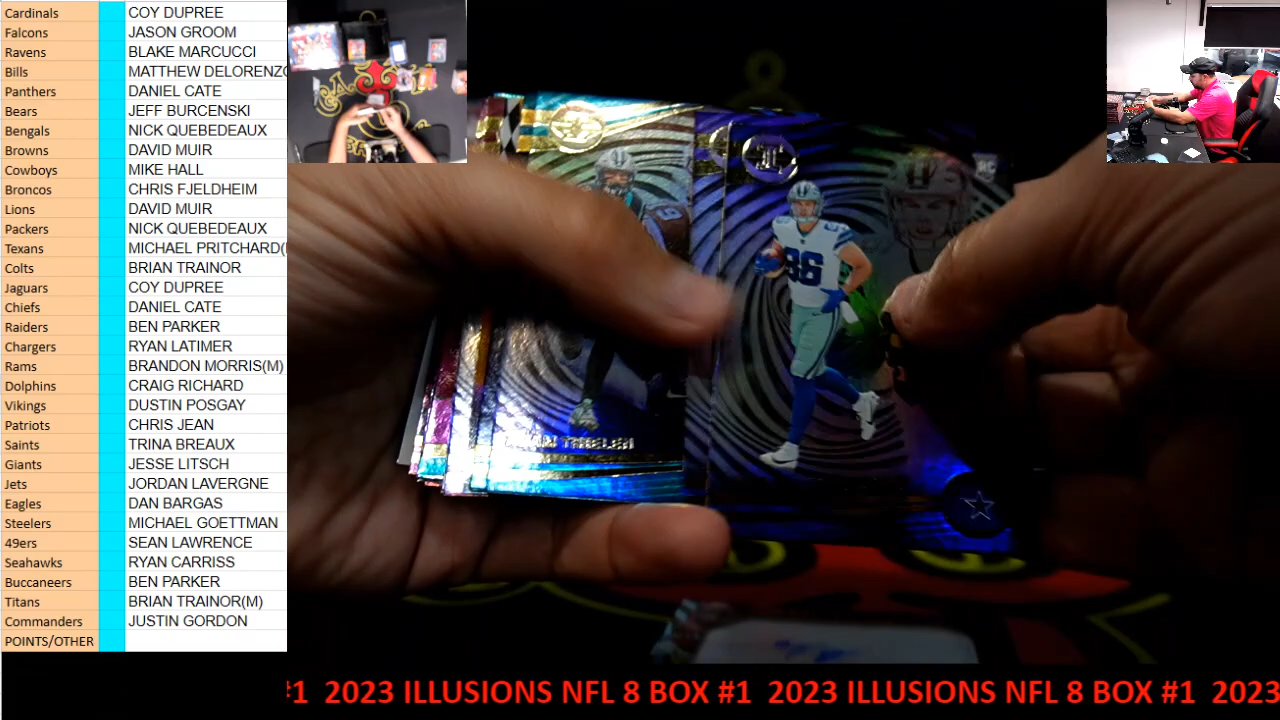 Cardinals COY DUPREE
Falcons JASON GROOM
Ravens BLAKE MARCUCCI
Bills MATTHEW DELORENZO
Panthers DANIEL CATE
Bears JEFF BURCENSKI
Bengals NICK QUEBEDEAUX
Browns DAVID MUIR
Cowboys MIKE HALL
Broncos CHRIS FJELDHEIM
Lions DAVID MUIR
Packers NICK QUEBEDEAUX
Texans MICHAEL PRITCHARD(
Colts BRIAN TRAINOR
Jaguars COY DUPREE
Chiefs DANIEL CATE
Raiders BEN PARKER
Chargers RYAN LATIMER
Rams BRANDON MORRIS(M)
Dolphins CRAIG RICHARD
Vikings DUSTIN POSGAY
Patriots CHRIS JEAN
Saints TRINA BREAUX
Giants JESSE LITSCH
Jets JORDAN LAVERGNE
Eagles DAN BARGAS
Steelers MICHAEL GOETTMAN
49ers SEAN LAWRENCE
Seahawks RYAN CARRISS
Buccaneers BEN PARKER
Titans BRIAN TRAINOR(M)
Commanders JUSTIN GORDON
POINTS/OTHER
RC
86
THIELEN
#1 2023 ILLUSIONS NFL 8 BOX #1 2023 ILLUSIONS NFL 8 BOX #1 2023